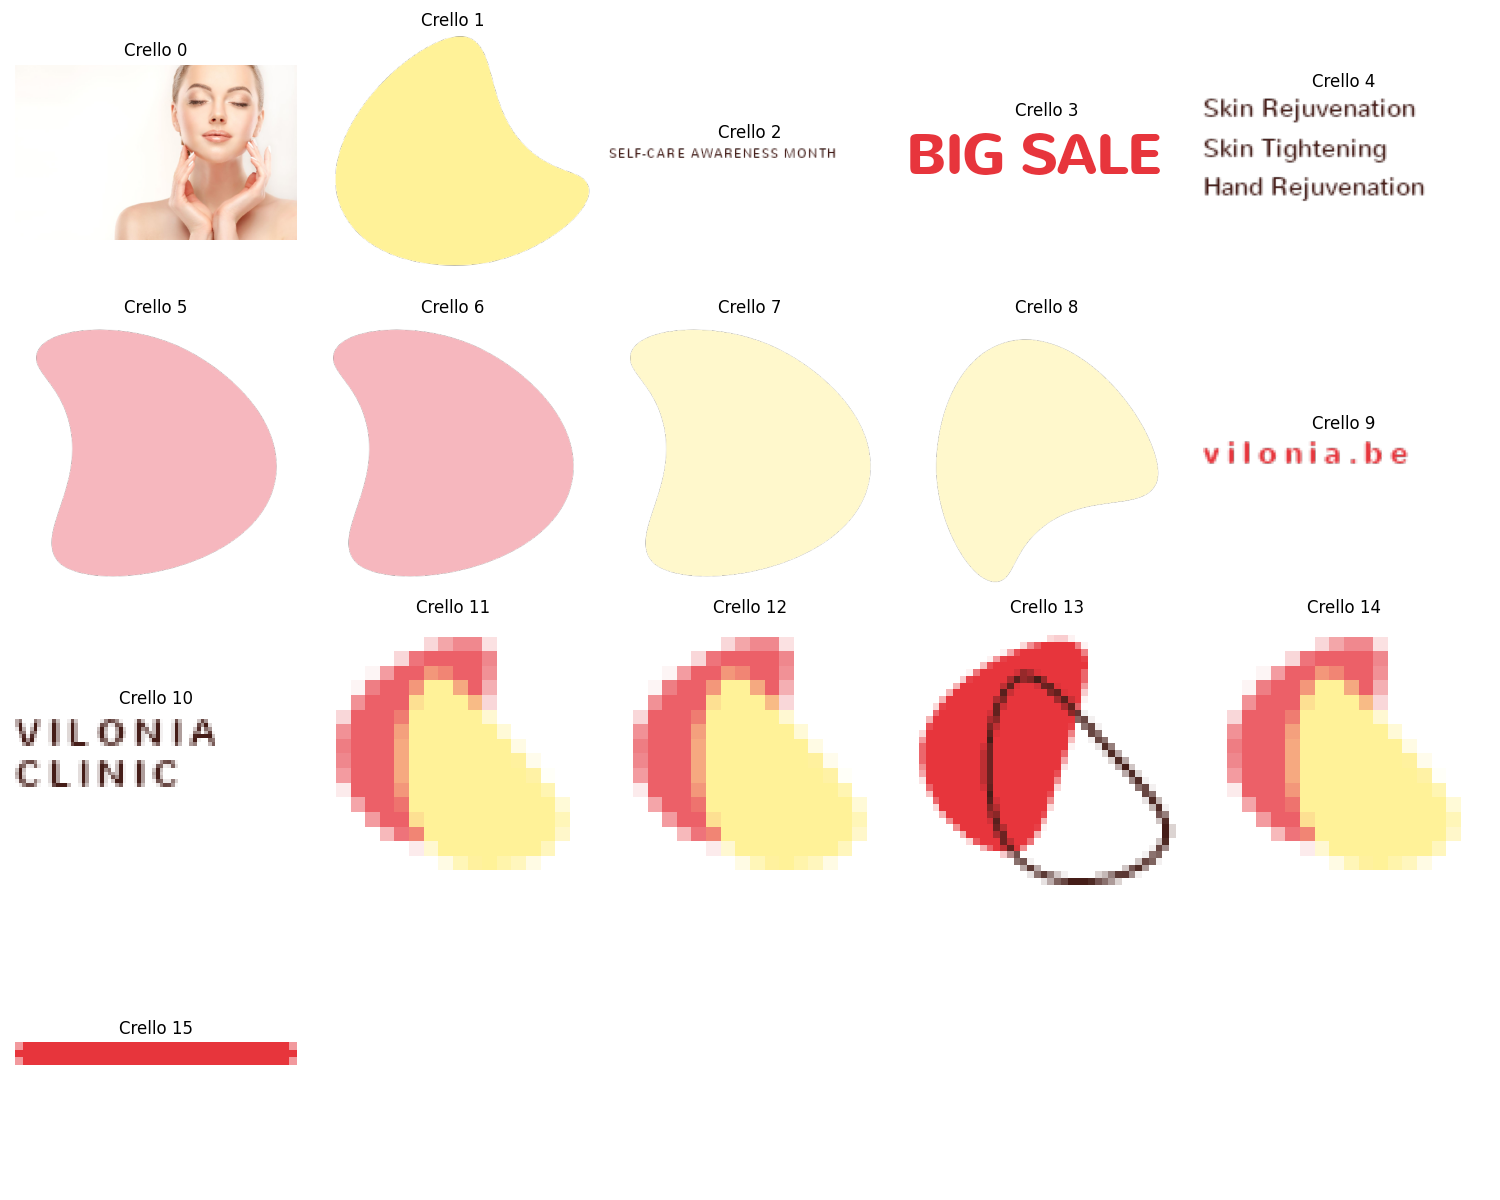 Crello 0
Crello 1
Crello 2
SELF-CARE AWARENESS MONTH
Crello 3
BIG SALE
Crello 4
Skin Rejuvenation
Skin Tightening
Hand Rejuvenation
Crello 5
Crello 6
Crello 7
Crello 8
Crello 9
vilonia.be
Crello 10
VILONIA
CLINIC
Crello 11
Crello 12
Crello 13
Crello 14
Crello 15